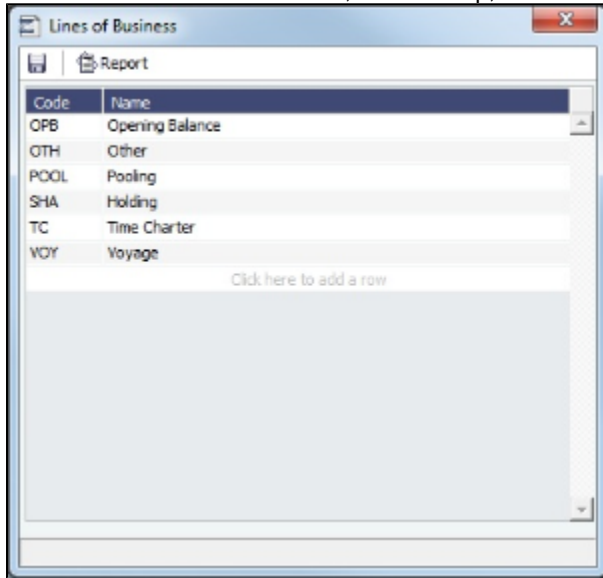 Lines of Business
Report
Code Name
OPB Opening Balance
OTH Other
POOL Pooling
SHA Holding
TC Time Charter
VOY Voyage
Click here to add a row